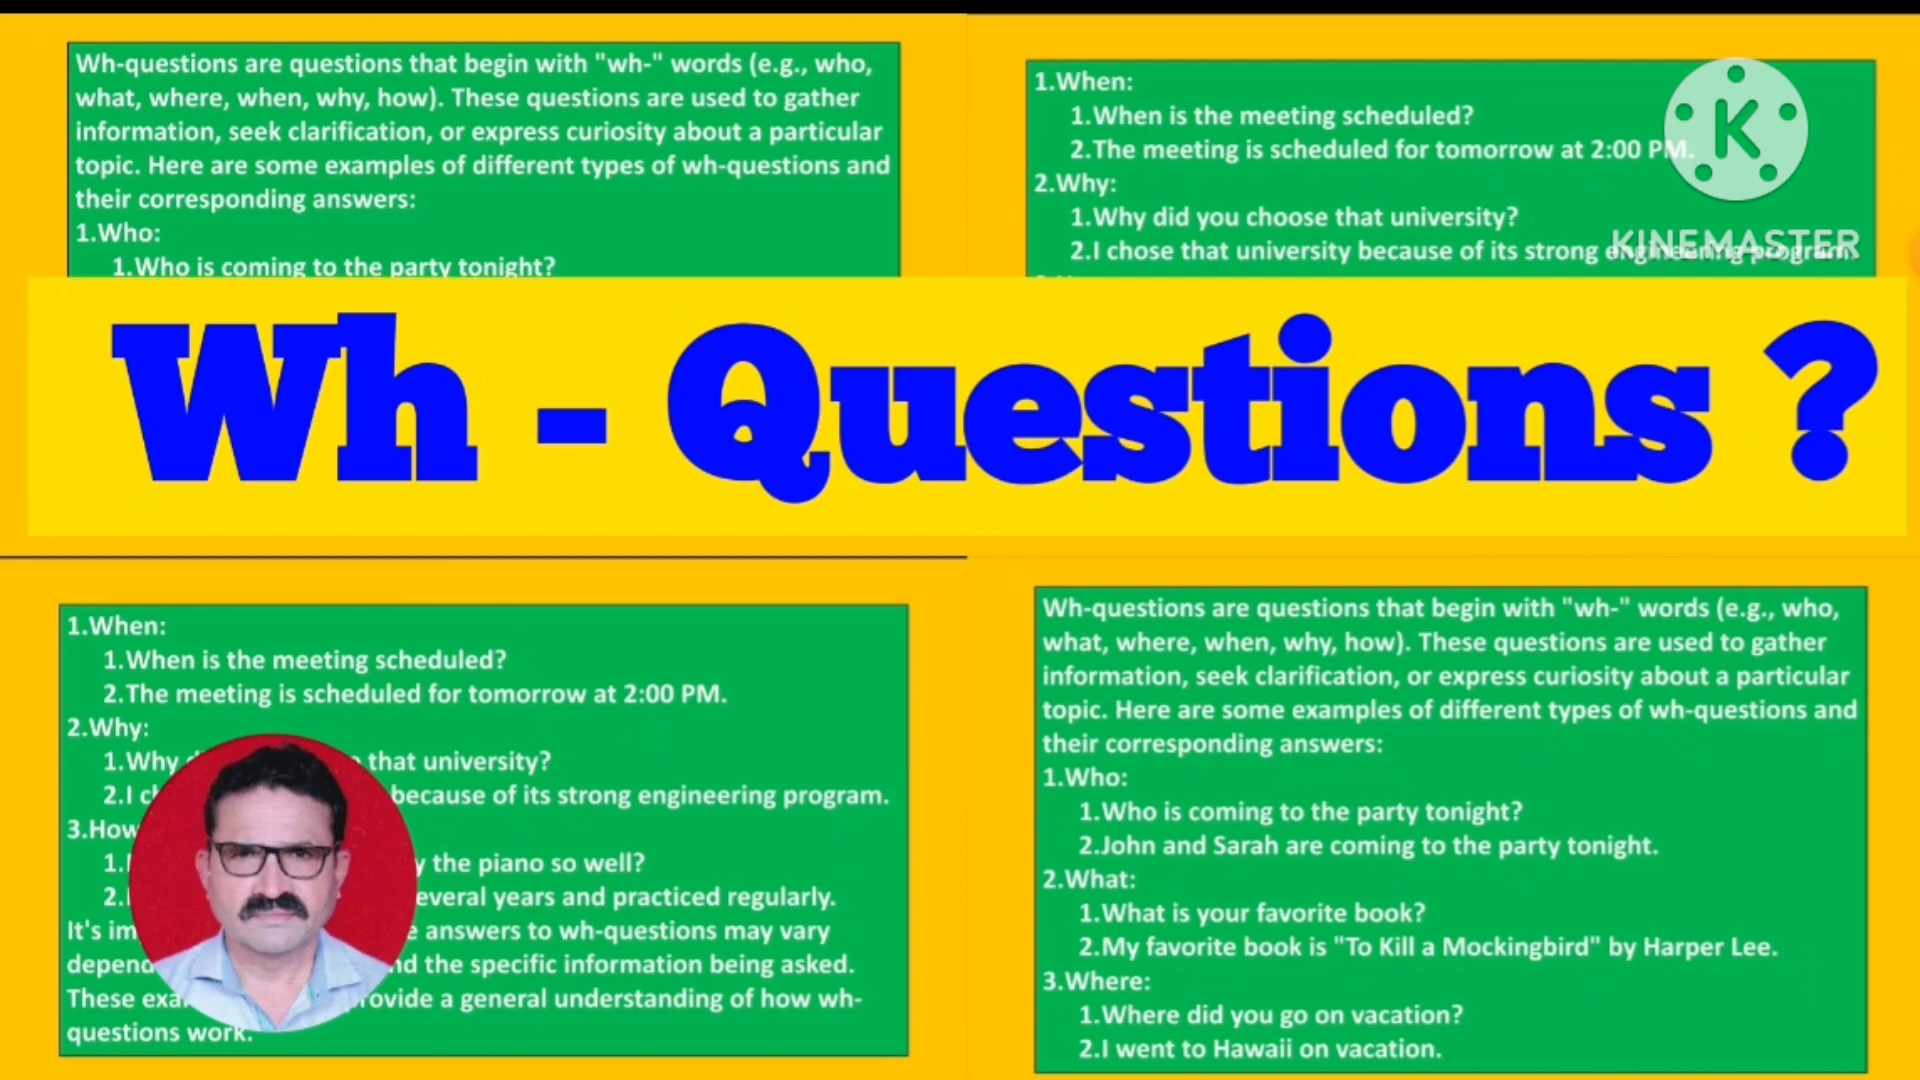 Wh-questions are questions that begin with "wh-" words (e.g., who,
what, where, when, why, how). These questions are used to gather
information, seek clarification, or express curiosity about a particular
topic. Here are some examples of different types of wh-questions and
their corresponding answers:
1.Who:
1.Who is coming to the party tonight?
1.When:
1.When is the meeting scheduled?
2.The meeting is scheduled for tomorrow at 2:00 PM.
2.Why:
1.Why did you choose that university?
2.I chose that university because of its strong engineering program.
K
KINEMASTER
Wh - Questions ?
1.When:
1.When is the meeting scheduled?
2.The meeting is scheduled for tomorrow at 2:00 PM.
2.Why:
1.Why that university?
2.I because of its strong engineering program.
3.How
1. the piano so well?
2. years and practiced regularly.
It's answers to wh-questions may vary
the specific information being asked.
These a general understanding of how wh-
questions work.
Wh-questions are questions that begin with "wh-" words (e.g., who,
what, where, when, why, how). These questions are used to gather
information, seek clarification, or express curiosity about a particular
topic. Here are some examples of different types of wh-questions and
their corresponding answers:
1.Who:
1.Who is coming to the party tonight?
2.John and Sarah are coming to the party tonight.
2.What:
1.What is your favorite book?
2.My favorite book is "To Kill a Mockingbird" by Harper Lee.
3.Where:
1.Where did you go on vacation?
2.I went to Hawaii on vacation.